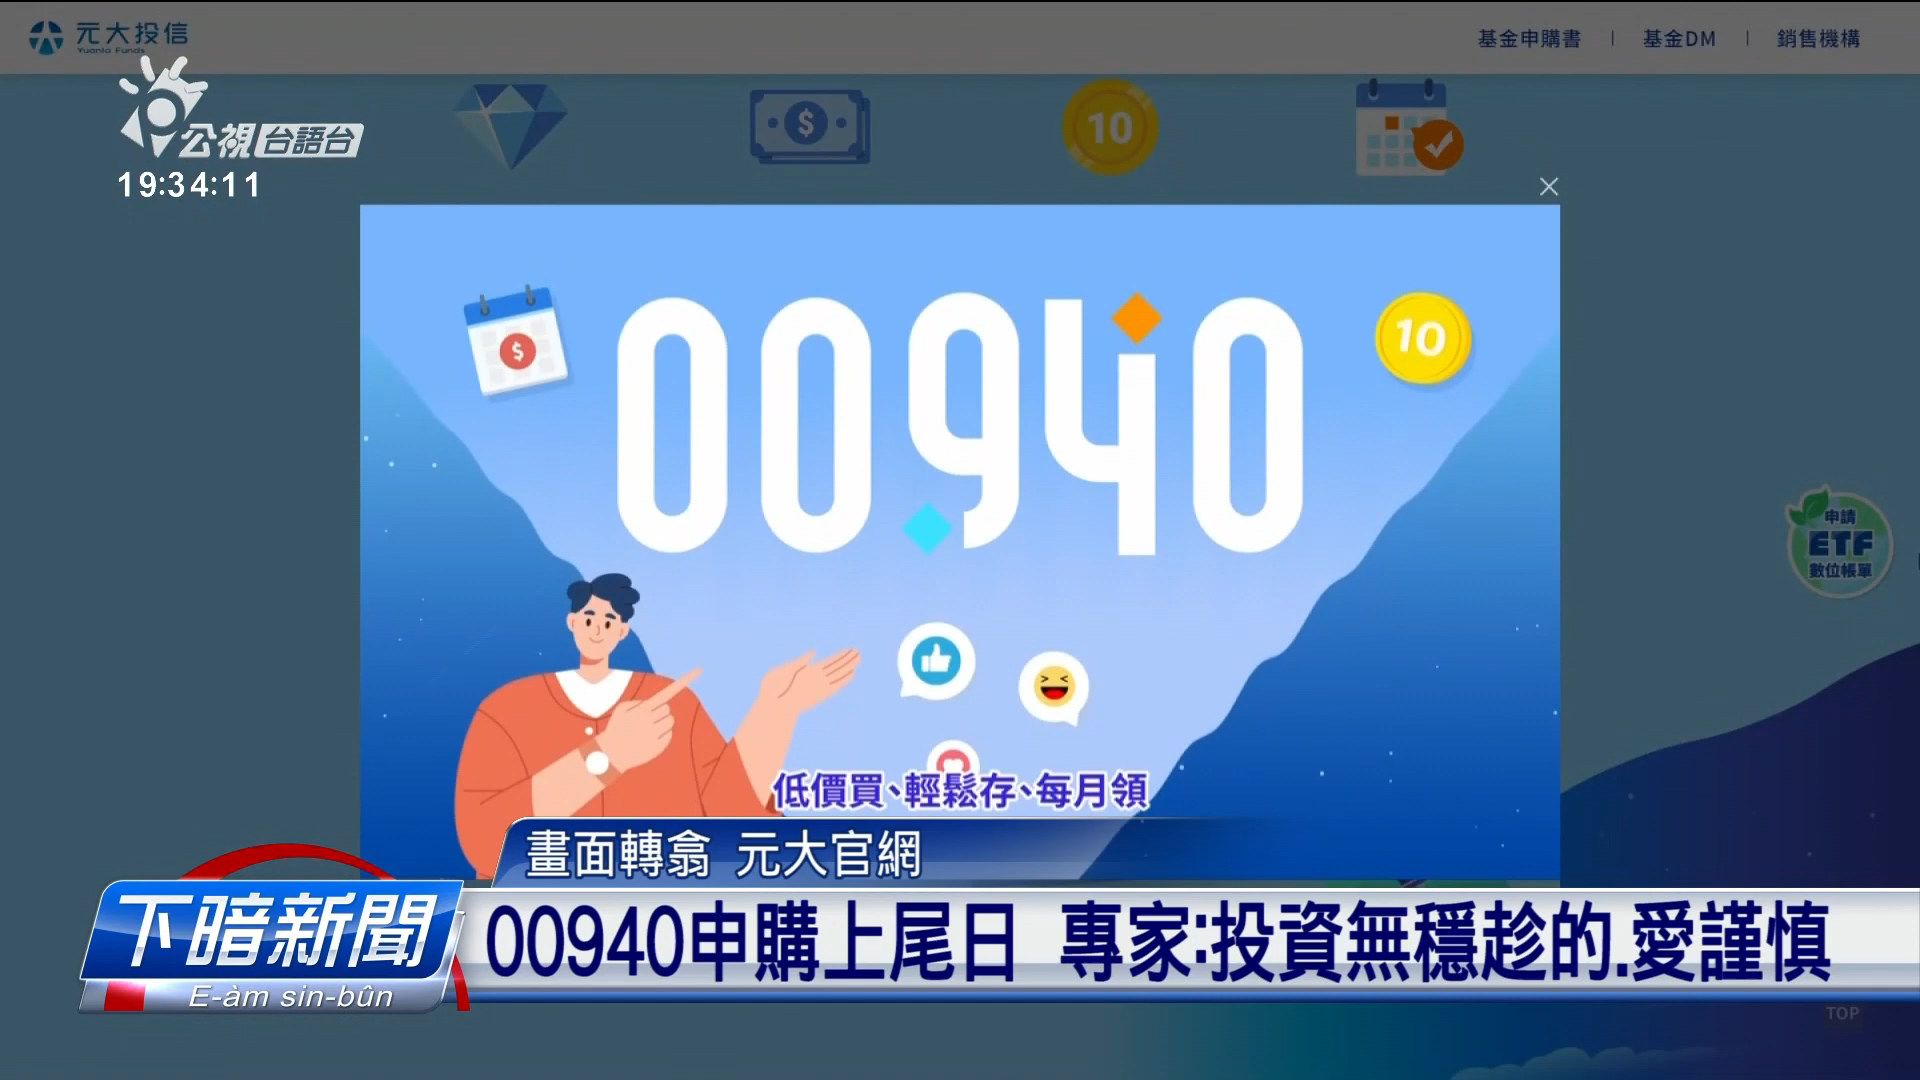 元大投信
Yuanta Funds
基金申購書 | 基金DM | 銷售機構
公視台語台
19:34:11
$
10
$
00940
10
申請
ETF
數位帳單
低價買、輕鬆存、每月領
畫面轉翕 元大官網
下暗新聞
E-àm sin-bûn
00940申購上尾日 專家:投資無穩趁的.愛謹慎
TOP